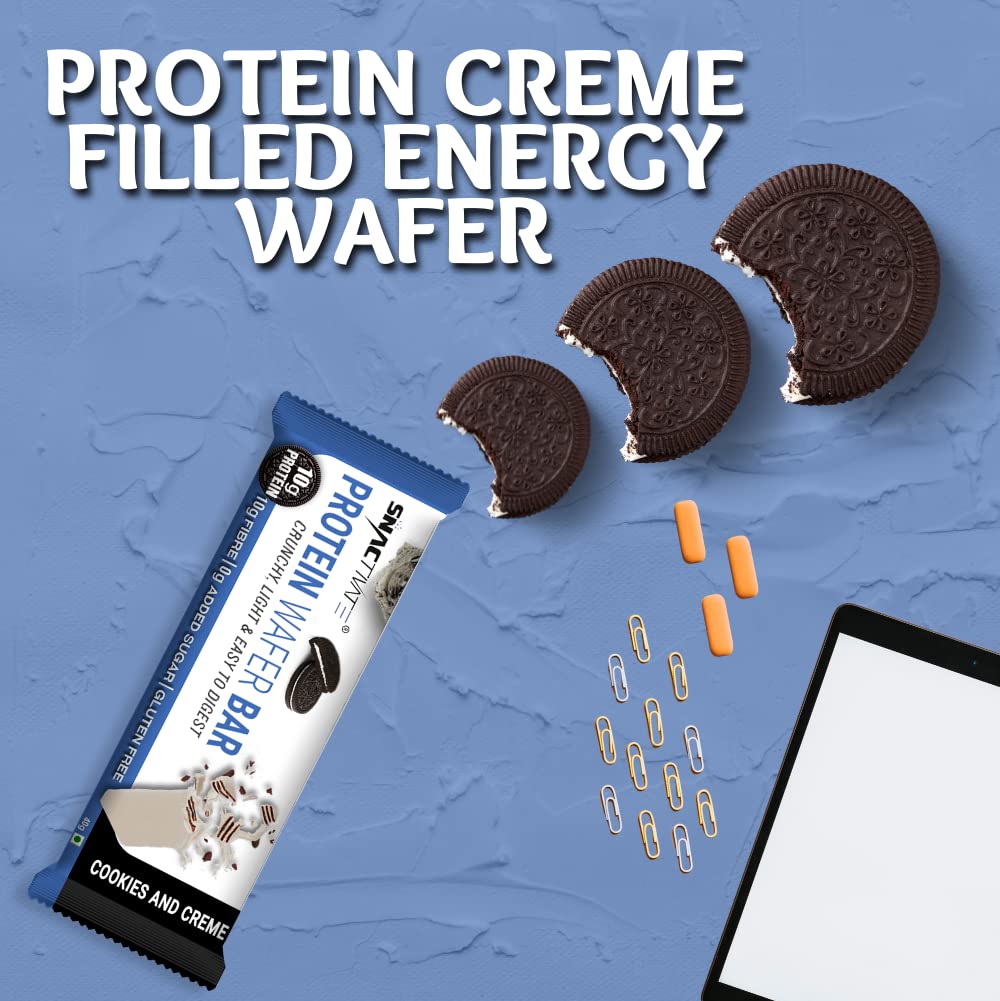 PROTEIN CREME
FILLED ENERGY
WAFER
SNACTIVATE®
PROTEIN WAFER BAR
CRUNCHY, LIGHT & EASY TO DIGEST
10g
PROTEIN
10g FIBRE | 0g ADDED SUGAR | GLUTEN FREE
40g
COOKIES AND CREME